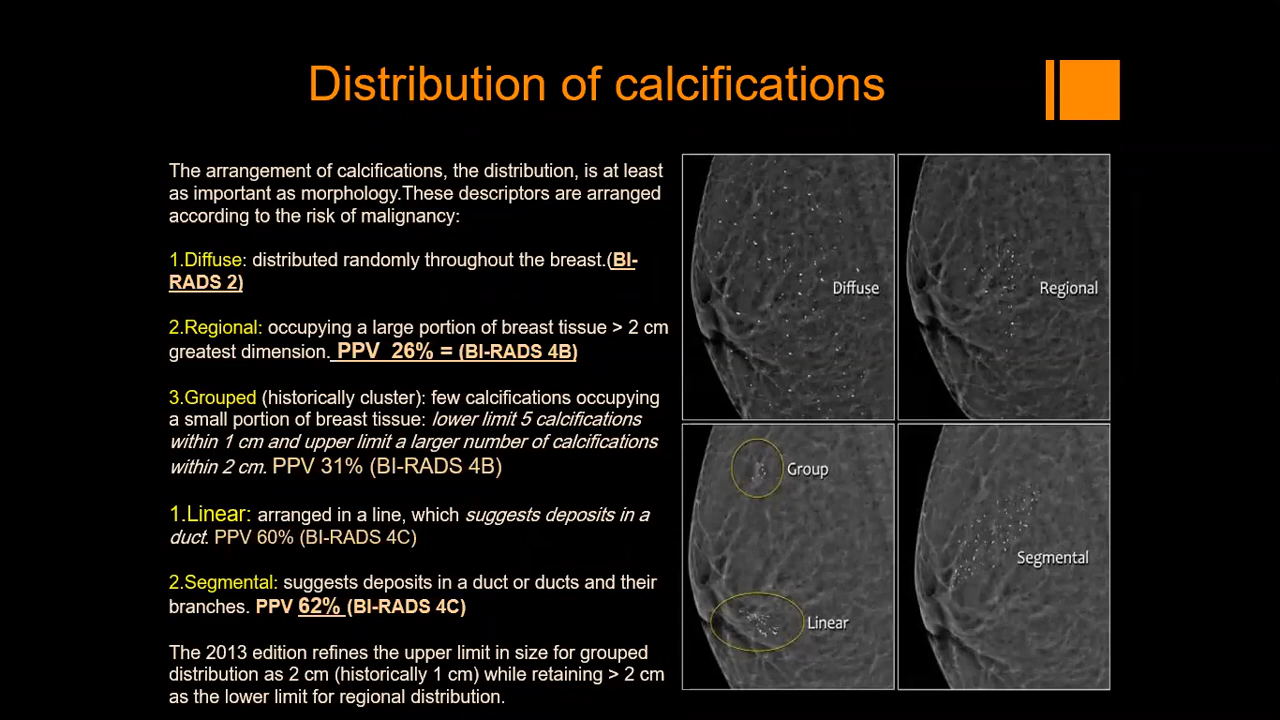 Distribution of calcifications
The arrangement of calcifications, the distribution, is at least
as important as morphology.These descriptors are arranged
according to the risk of malignancy:
1.Diffuse: distributed randomly throughout the breast.(BI-
RADS 2)
2.Regional: occupying a large portion of breast tissue > 2 cm
greatest dimension. PPV 26% = (BI-RADS 4B)
3.Grouped (historically cluster): few calcifications occupying
a small portion of breast tissue: lower limit 5 calcifications
within 1 cm and upper limit a larger number of calcifications
within 2 cm. PPV 31% (BI-RADS 4B)
1.Linear: arranged in a line, which suggests deposits in a
duct. PPV 60% (BI-RADS 4C)
2.Segmental: suggests deposits in a duct or ducts and their
branches. PPV 62% (BI-RADS 4C)
The 2013 edition refines the upper limit in size for grouped
distribution as 2 cm (historically 1 cm) while retaining > 2 cm
as the lower limit for regional distribution.
Diffuse
Regional
Group
Linear
Segmental